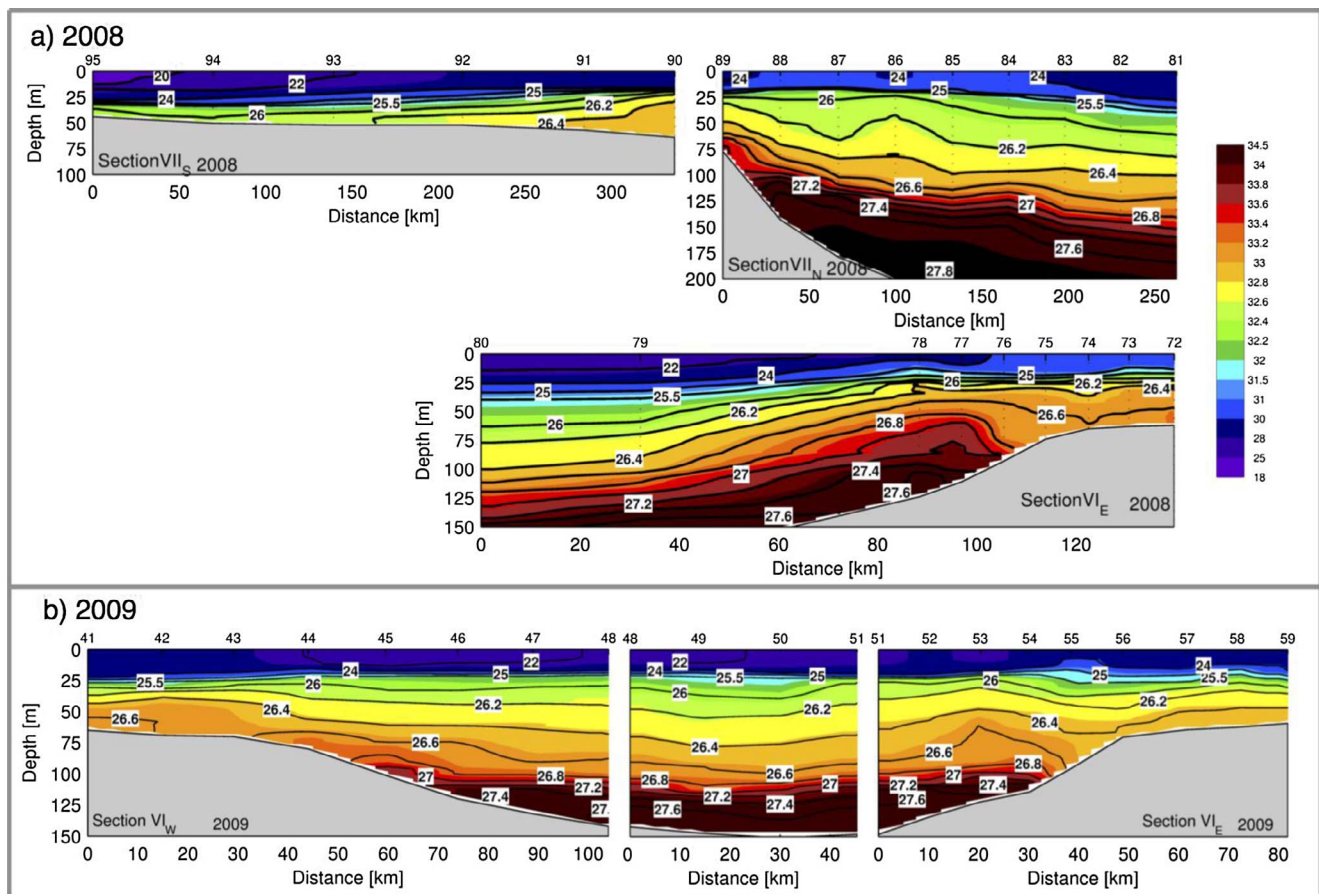 a) 2008
95 94 93 92 91 90
0 25 50 75 100
Depth [m]
20 22 24 25 25.5 26 26.2 26.4
Section VII S 2008
0 50 100 150 200 250 300
Distance [km]
89 88 87 86 85 84 83 82 81
0 25 50 75 100 125 150 175 200
24 24 24 25 25.5 26 26.2 26.4 26.6 26.8 27 27.2 27.4 27.6 27.8
Section VII N 2008
0 50 100 150 200 250
Distance [km]
34.5
34
33.8
33.6
33.4
33.2
33
32.8
32.6
32.4
32.2
32
31.5
31
30
28
25
18
80 79 78 77 76 75 74 73 72
0 25 50 75 100 125 150
Depth [m]
22 24 25 25.5 26 26.2 26.4 26.8 27 27.2 27.4 27.6 27.6 26 25 26.2 26.4 26.6
Section VI E 2008
0 20 40 60 80 100 120
Distance [km]
b) 2009
41 42 43 44 45 46 47 48
0 25 50 75 100 125 150
Depth [m]
22 24 25 25.5 26 26.2 26.4 26.6 26.6 26.8 27 27.2 27.4 27.
Section VI W 2009
0 10 20 30 40 50 60 70 80 90 100
Distance [km]
48 49 50 51
24 22 25 25.5 26 26.2 26.4 26.6 26.8 27 27.2 27.4 27.6
0 10 20 30 40
Distance [km]
51 52 53 54 55 56 57 58 59
24 25 25.5 26 26.2 26.4 26.6 26.8 27 27.2 27.4 27.6
Section VI E 2009
0 10 20 30 40 50 60 70 80
Distance [km]